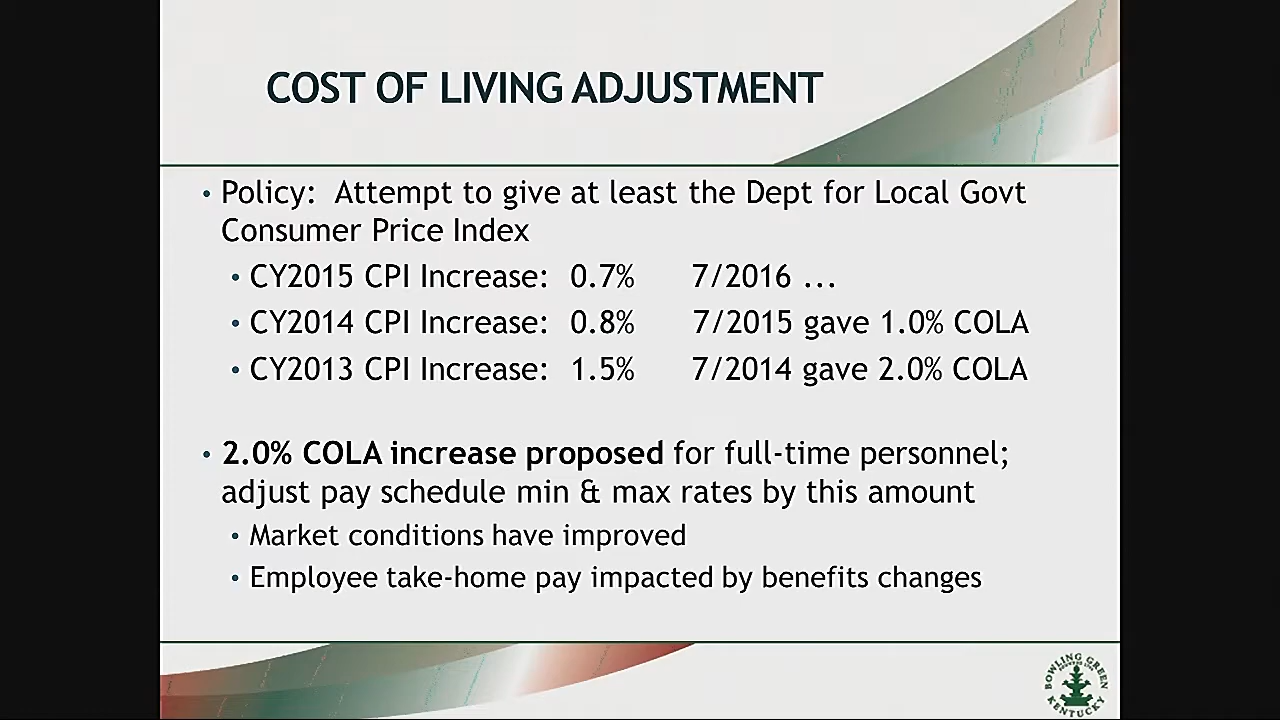 COST OF LIVING ADJUSTMENT
• Policy: Attempt to give at least the Dept for Local Govt
Consumer Price Index
• CY2015 CPI Increase: 0.7% 7/2016 ...
• CY2014 CPI Increase: 0.8% 7/2015 gave 1.0% COLA
• CY2013 CPI Increase: 1.5% 7/2014 gave 2.0% COLA
• 2.0% COLA increase proposed for full-time personnel;
adjust pay schedule min & max rates by this amount
• Market conditions have improved
• Employee take-home pay impacted by benefits changes
BOWLING GREEN
KENTUCKY